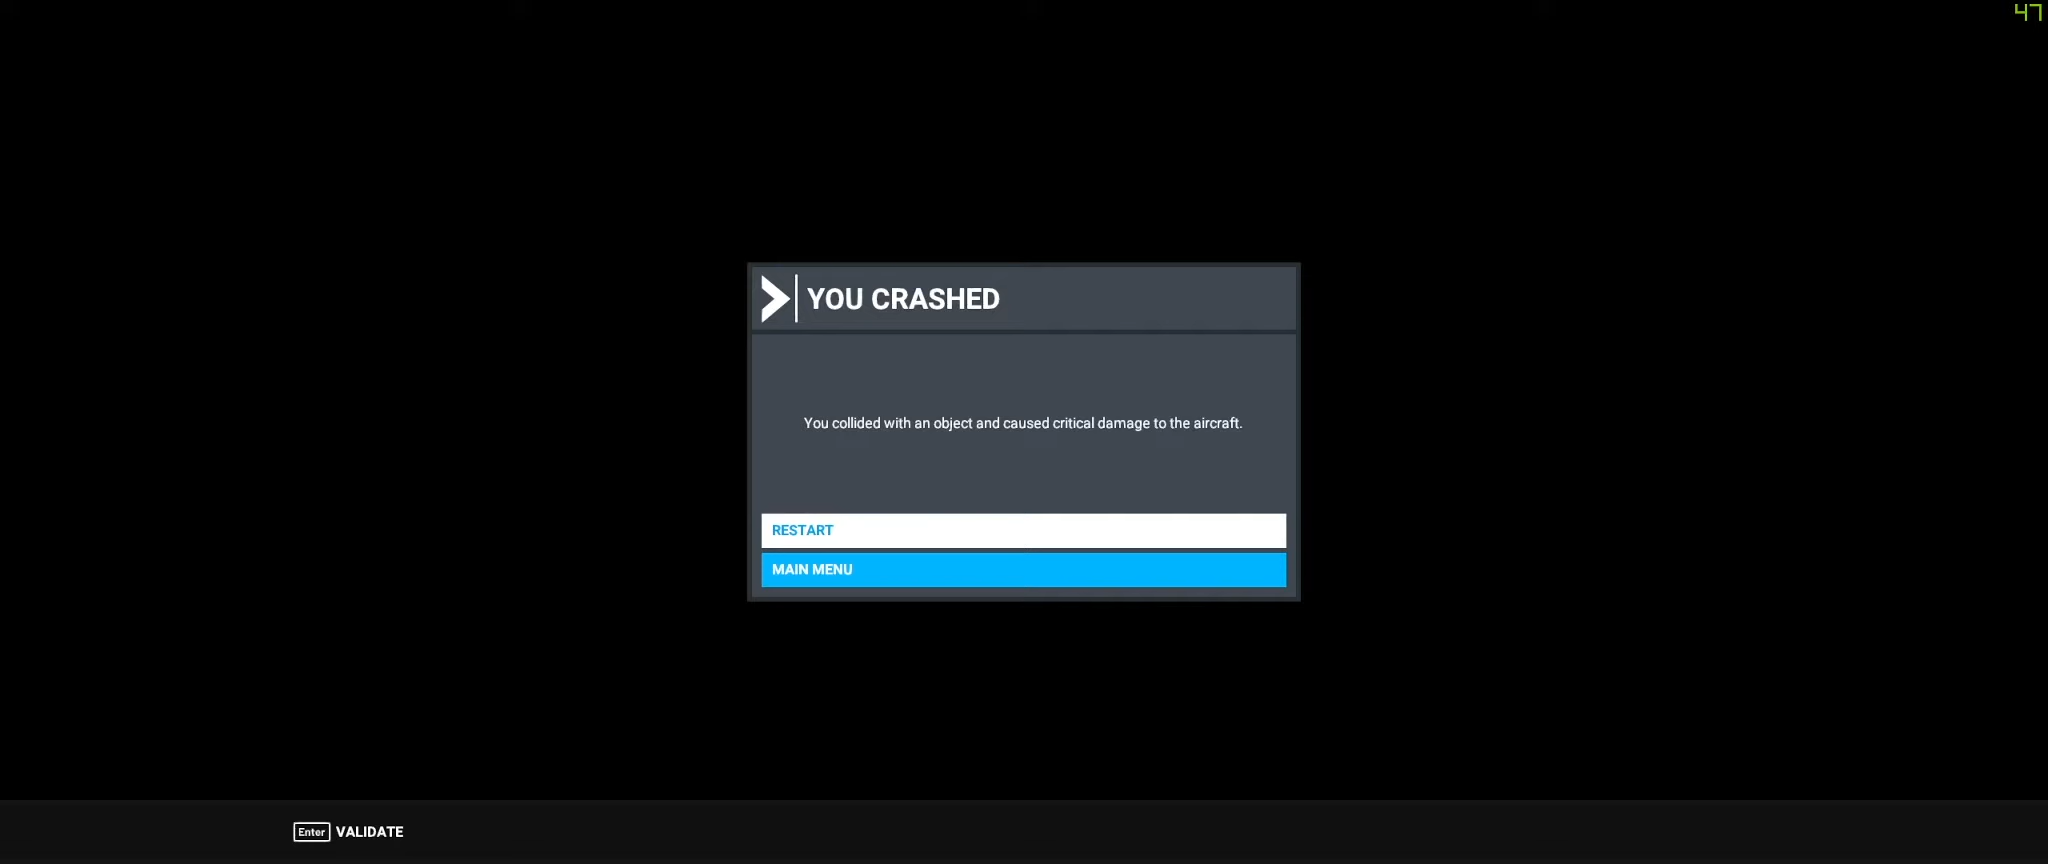 47
YOU CRASHED
You collided with an object and caused critical damage to the aircraft.
RESTART
MAIN MENU
Enter VALIDATE